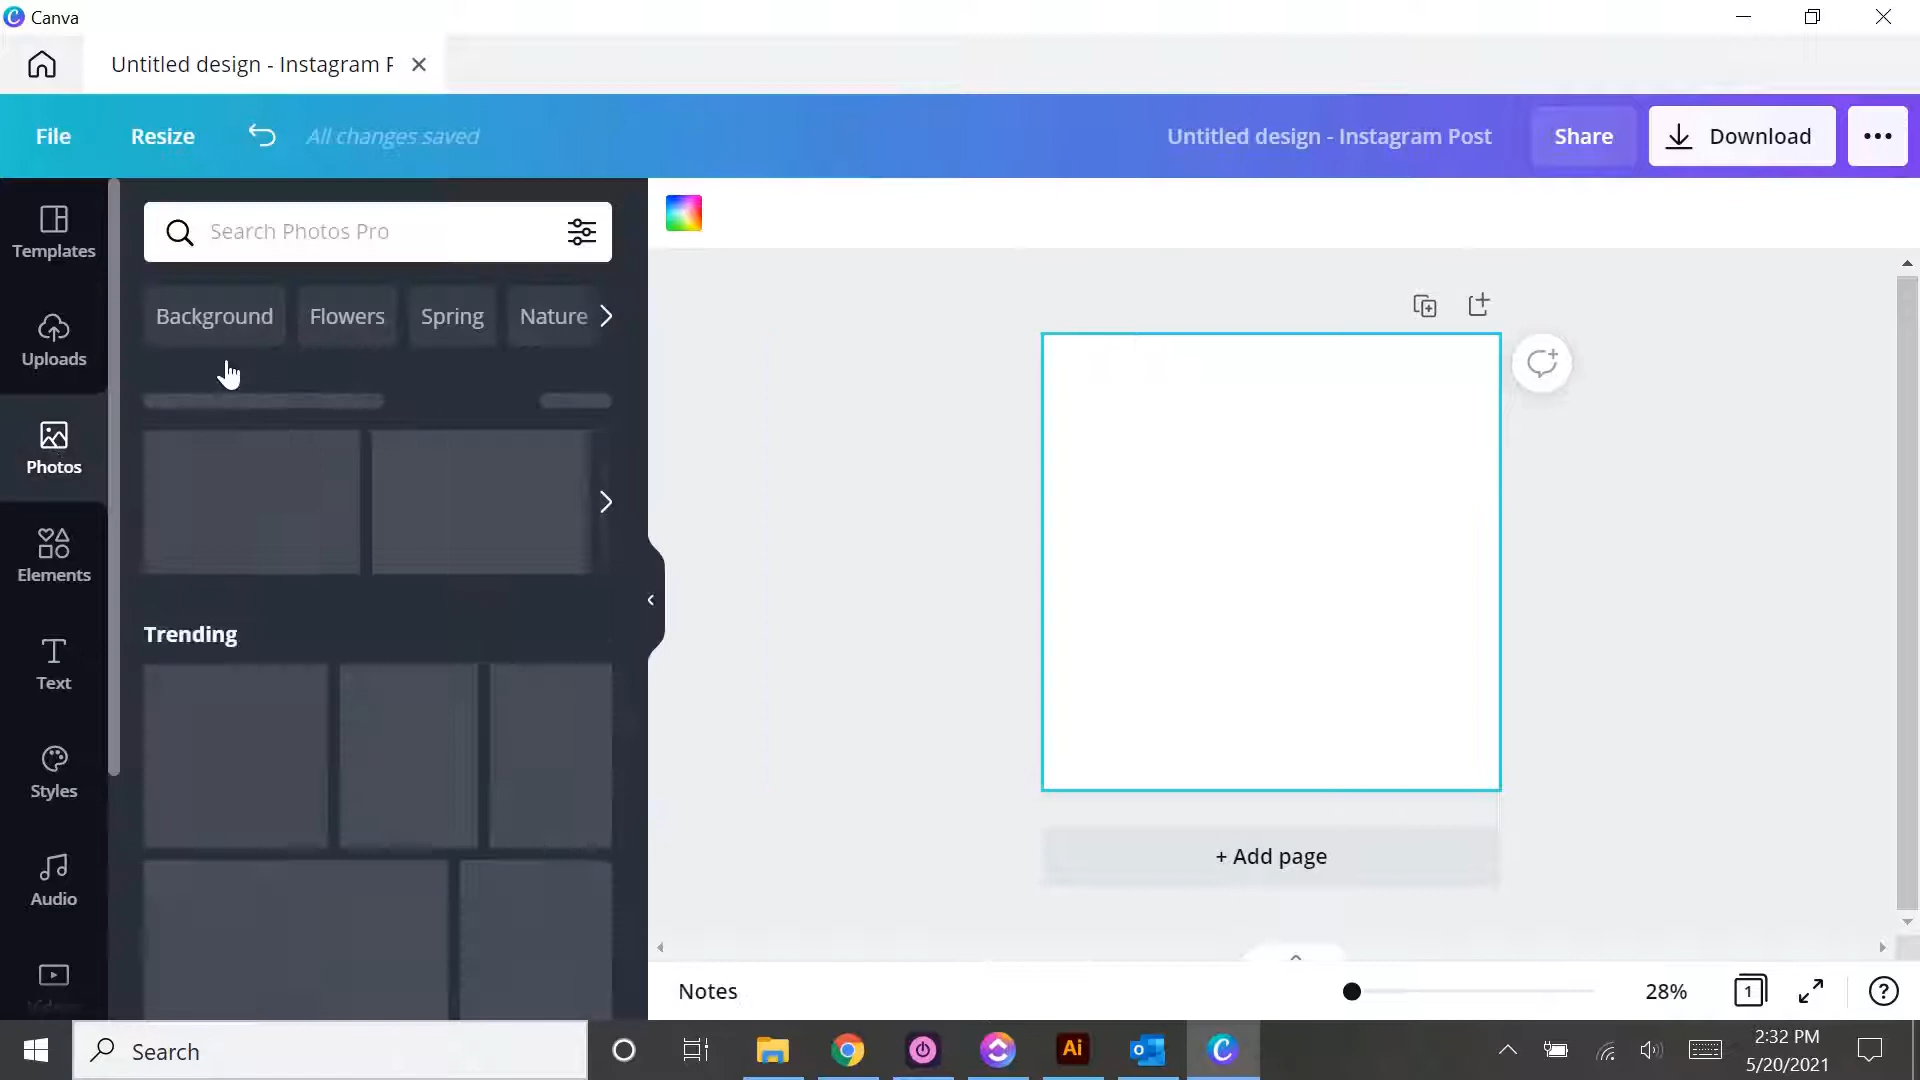 Canva
Untitled design - Instagram P
File
Resize
All changes saved
Untitled design - Instagram Post
Share
Download
Templates
Uploads
Photos
Elements
Text
Styles
Audio
Search Photos Pro
Background
Flowers
Spring
Nature
Trending
+ Add page
Notes
28%
1
?
Search
Ai
2:32 PM
5/20/2021